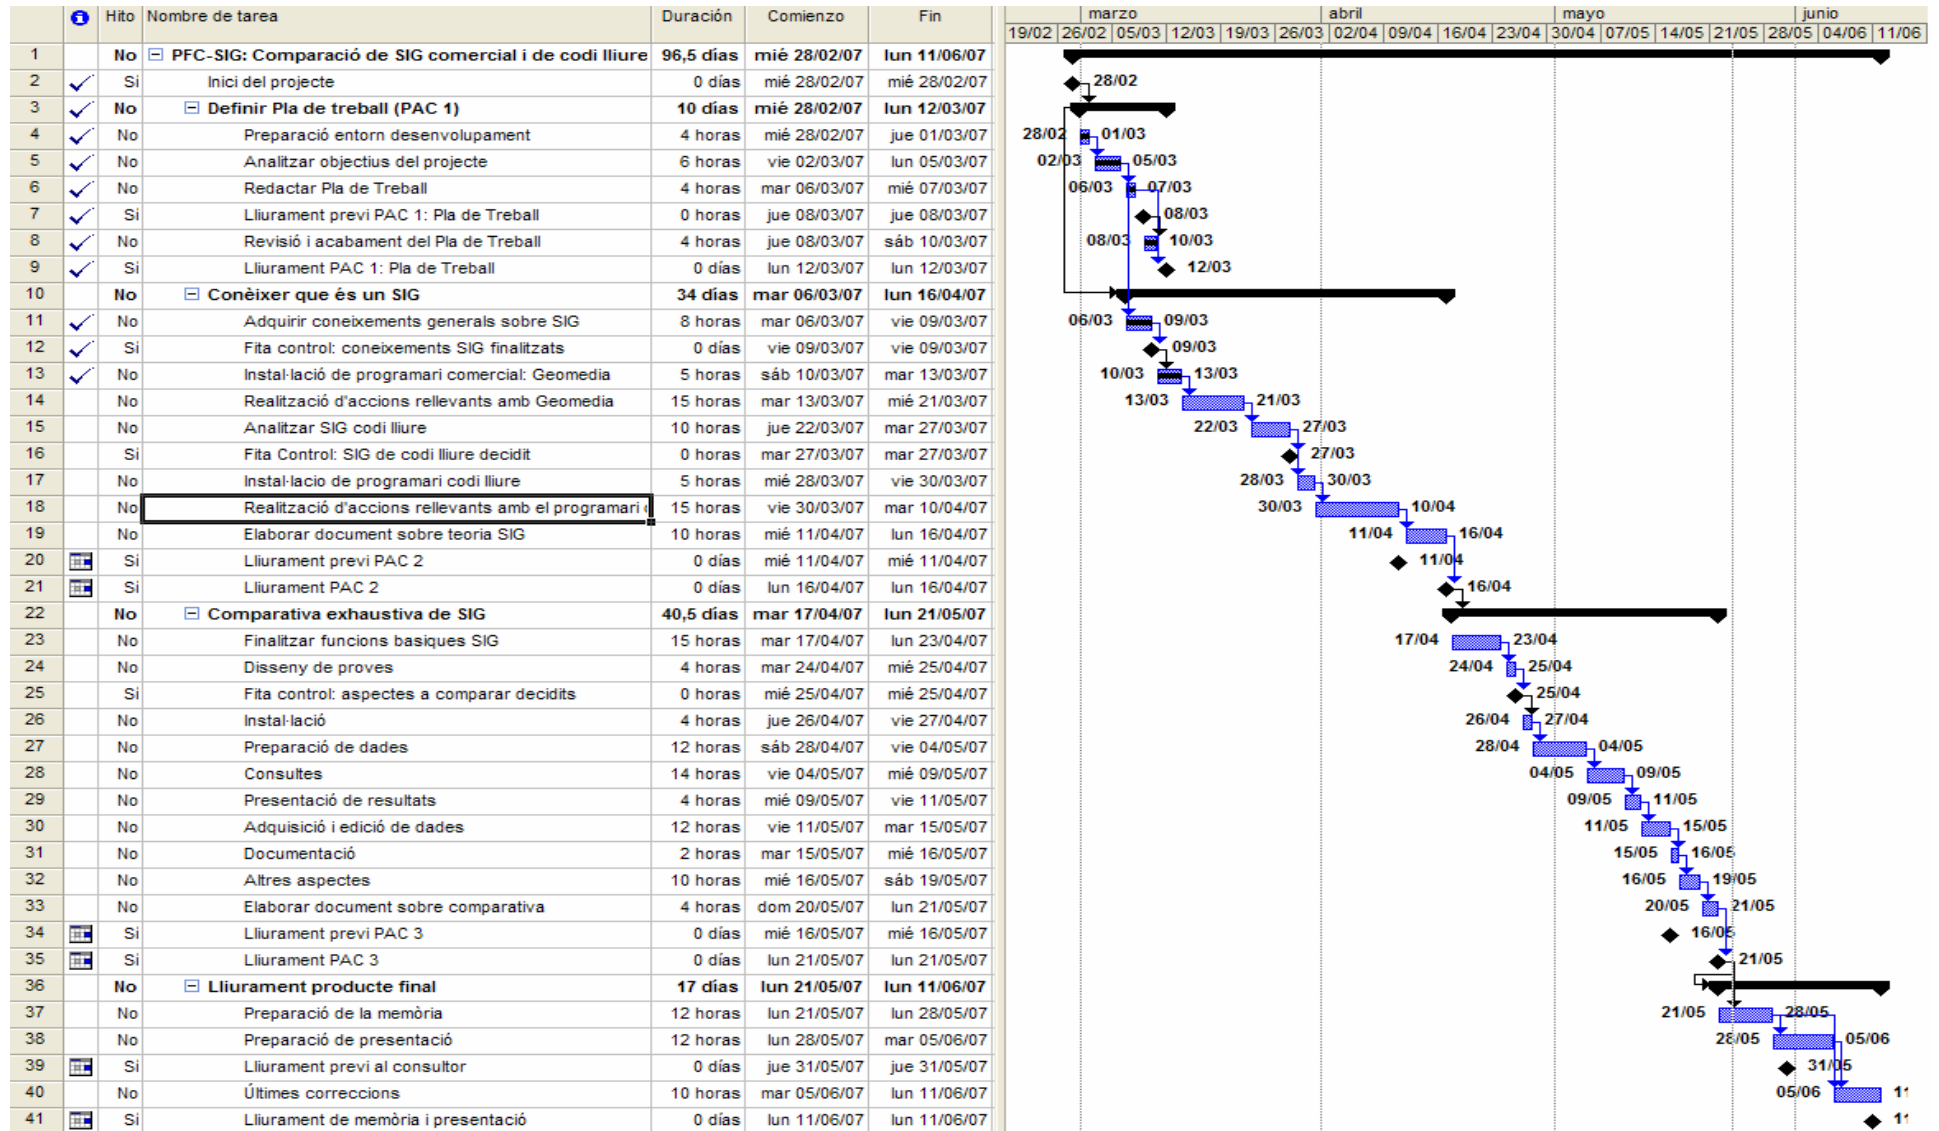 Hito Nombre de tarea Duración Comienzo Fin marzo abril mayo junio
19/02 26/02 05/03 12/03 19/03 26/03 02/04 09/04 16/04 23/04 30/04 07/05 14/05 21/05 28/05 04/06 11/06
1 No PFC-SIG: Comparació de SIG comercial i de codi lliure 96,5 días mié 28/02/07 lun 11/06/07
2 Si Inici del projecte 0 días mié 28/02/07 mié 28/02/07 28/02
3 No Definir Pla de treball (PAC 1) 10 días mié 28/02/07 lun 12/03/07
4 No Preparació entorn desenvolupament 4 horas mié 28/02/07 jue 01/03/07 28/02 01/03
5 No Analitzar objectius del projecte 6 horas vie 02/03/07 lun 05/03/07 02/03 05/03
6 No Redactar Pla de Treball 4 horas mar 06/03/07 mié 07/03/07 06/03 07/03
7 Si Lliurament previ PAC 1: Pla de Treball 0 horas jue 08/03/07 jue 08/03/07 08/03
8 No Revisió i acabament del Pla de Treball 4 horas jue 08/03/07 sáb 10/03/07 08/03 10/03
9 Si Lliurament PAC 1: Pla de Treball 0 días lun 12/03/07 lun 12/03/07 12/03
10 No Conèixer que és un SIG 34 días mar 06/03/07 lun 16/04/07
11 No Adquirir coneixements generals sobre SIG 8 horas mar 06/03/07 vie 09/03/07 06/03 09/03
12 Si Fita control: coneixements SIG finalitzats 0 días vie 09/03/07 vie 09/03/07 09/03
13 No Instal·lació de programari comercial: Geomedia 5 horas sáb 10/03/07 mar 13/03/07 10/03 13/03
14 No Realització d'accions rellevants amb Geomedia 15 horas mar 13/03/07 mié 21/03/07 13/03 21/03
15 No Analitzar SIG codi lliure 10 horas jue 22/03/07 mar 27/03/07 22/03 27/03
16 Si Fita Control: SIG de codi lliure decidit 0 horas mar 27/03/07 mar 27/03/07 27/03
17 No Instal·lacio de programari codi lliure 5 horas mié 28/03/07 vie 30/03/07 28/03 30/03
18 No Realització d'accions rellevants amb el programari 15 horas vie 30/03/07 mar 10/04/07 30/03 10/04
19 No Elaborar document sobre teoria SIG 10 horas mié 11/04/07 lun 16/04/07 11/04 16/04
20 Si Lliurament previ PAC 2 0 días mié 11/04/07 mié 11/04/07 11/04
21 Si Lliurament PAC 2 0 días lun 16/04/07 lun 16/04/07 16/04
22 No Comparativa exhaustiva de SIG 40,5 días mar 17/04/07 lun 21/05/07
23 No Finalitzar funcions basiques SIG 15 horas mar 17/04/07 lun 23/04/07 17/04 23/04
24 No Disseny de proves 4 horas mar 24/04/07 mié 25/04/07 24/04 25/04
25 Si Fita control: aspectes a comparar decidits 0 horas mié 25/04/07 mié 25/04/07 25/04
26 No Instal·lació 4 horas jue 26/04/07 vie 27/04/07 26/04 27/04
27 No Preparació de dades 12 horas sáb 28/04/07 vie 04/05/07 28/04 04/05
28 No Consultes 14 horas vie 04/05/07 mié 09/05/07 04/05 09/05
29 No Presentació de resultats 4 horas mié 09/05/07 vie 11/05/07 09/05 11/05
30 No Adquisició i edició de dades 12 horas vie 11/05/07 mar 15/05/07 11/05 15/05
31 No Documentació 2 horas mar 15/05/07 mié 16/05/07 15/05 16/05
32 No Altres aspectes 10 horas mié 16/05/07 sáb 19/05/07 16/05 19/05
33 No Elaborar document sobre comparativa 4 horas dom 20/05/07 lun 21/05/07 20/05 21/05
34 Si Lliurament previ PAC 3 0 días mié 16/05/07 mié 16/05/07 16/05
35 Si Lliurament PAC 3 0 días lun 21/05/07 lun 21/05/07 21/05
36 No Lliurament producte final 17 días lun 21/05/07 lun 11/06/07
37 No Preparació de la memòria 12 horas lun 21/05/07 lun 28/05/07 21/05 28/05
38 No Preparació de presentació 12 horas lun 28/05/07 mar 05/06/07 28/05 05/06
39 Si Lliurament previ al consultor 0 días jue 31/05/07 jue 31/05/07 31/05
40 No Últimes correccions 10 horas mar 05/06/07 lun 11/06/07 05/06 11
41 Si Lliurament de memòria i presentació 0 días lun 11/06/07 lun 11/06/07 11